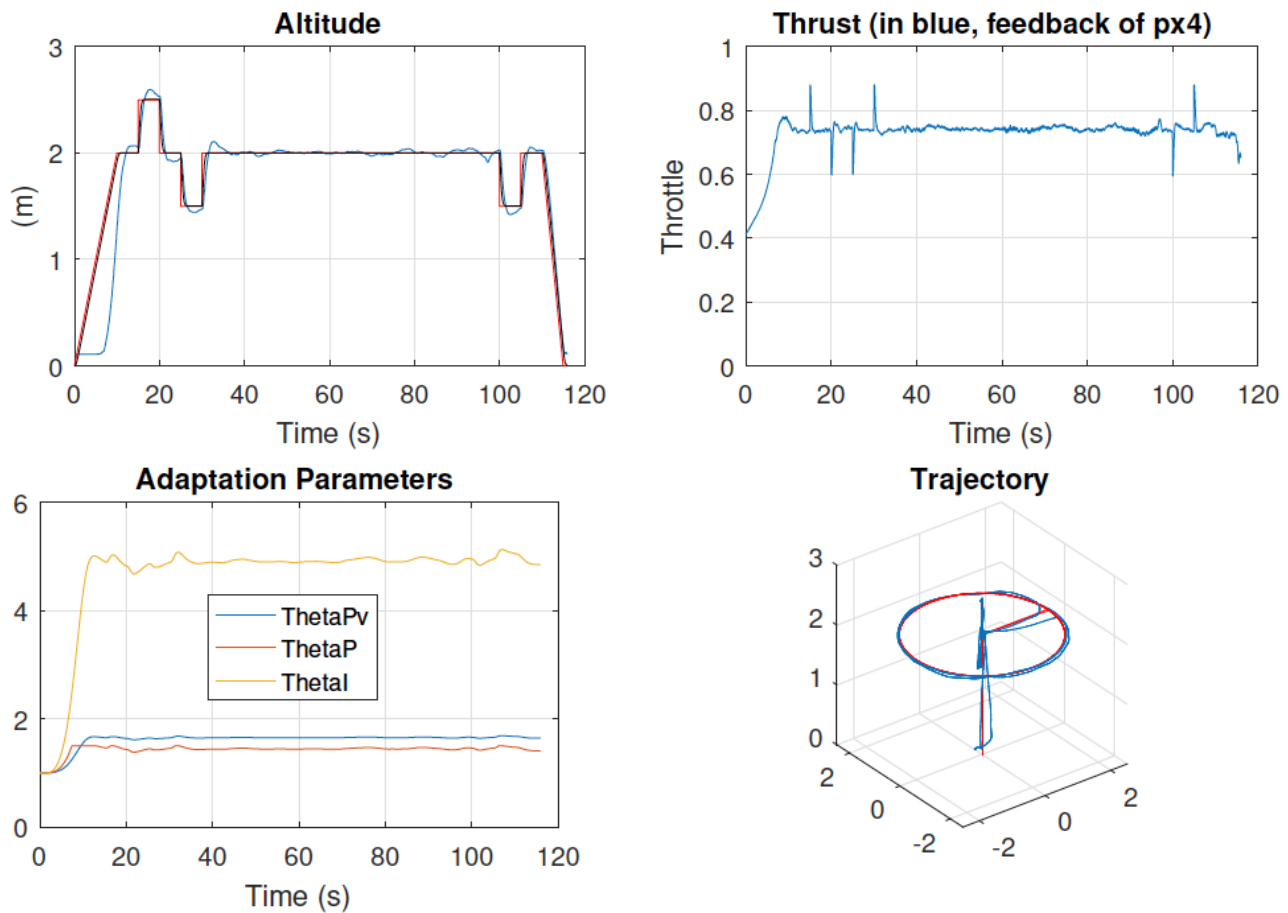 Altitude
3
2
1
0
(m)
0 20 40 60 80 100 120
Time (s)
Thrust (in blue, feedback of px4)
1
0.8
0.6
0.4
0.2
0
Throttle
0 20 40 60 80 100 120
Time (s)
Adaptation Parameters
6
4
2
0
ThetaPv
ThetaP
ThetaI
0 20 40 60 80 100 120
Time (s)
Trajectory
3
2
1
0
2
0
-2
-2
0
2